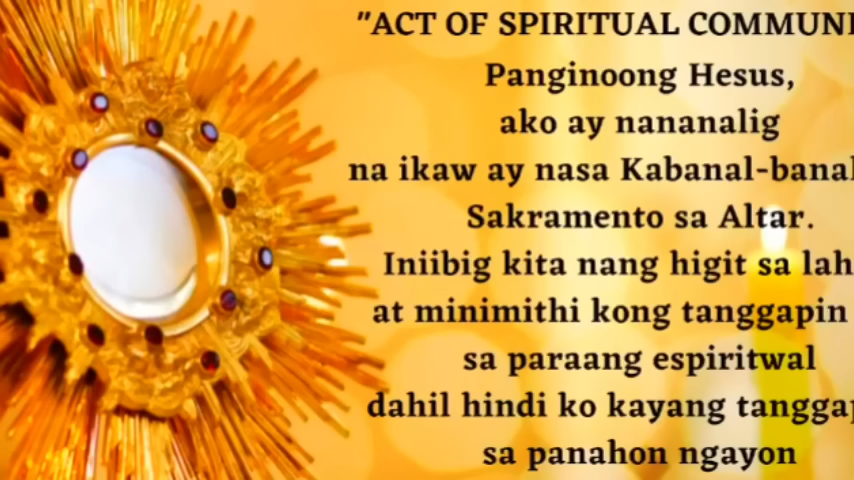 "ACT OF SPIRITUAL COMMUNI
Panginoong Hesus,
ako ay nananalig
na ikaw ay nasa Kabanal-banal
Sakramento sa Altar.
Iniibig kita nang higit sa lah
at minimithi kong tanggapin
sa paraang espiritwal
dahil hindi ko kayang tanggap
sa panahon ngayon